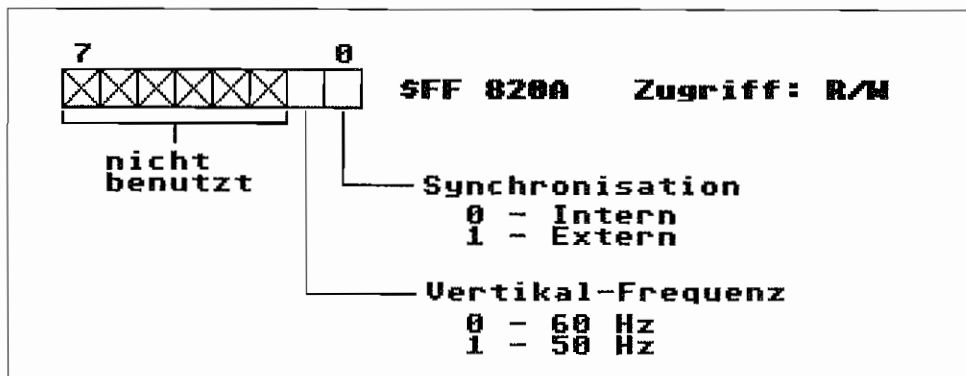 7 0
$FF 820A Zugriff: R/W
nicht
benutzt
Synchronisation
0 - Intern
1 - Extern
Vertikal-Frequenz
0 - 60 Hz
1 - 50 Hz